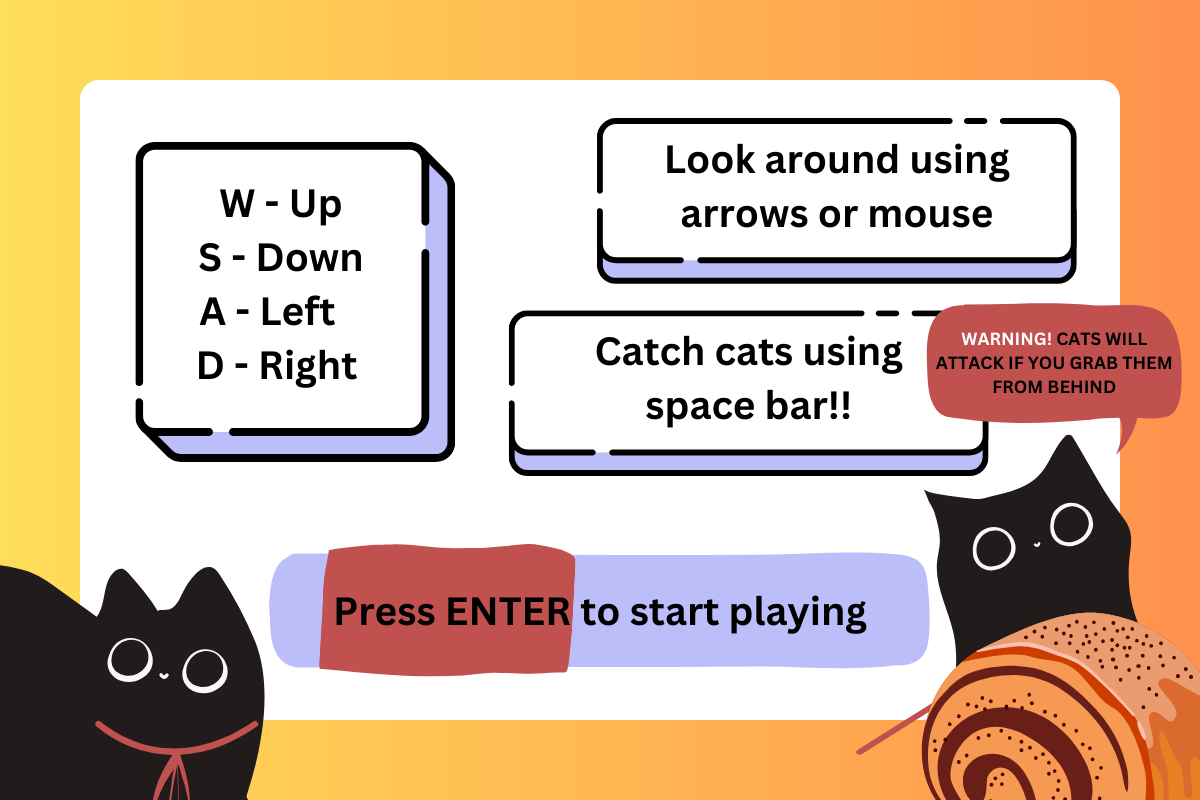 W - Up
S - Down
A - Left
D - Right
Look around using
arrows or mouse
Catch cats using
space bar!!
WARNING! CATS WILL
ATTACK IF YOU GRAB THEM
FROM BEHIND
Press ENTER to start playing